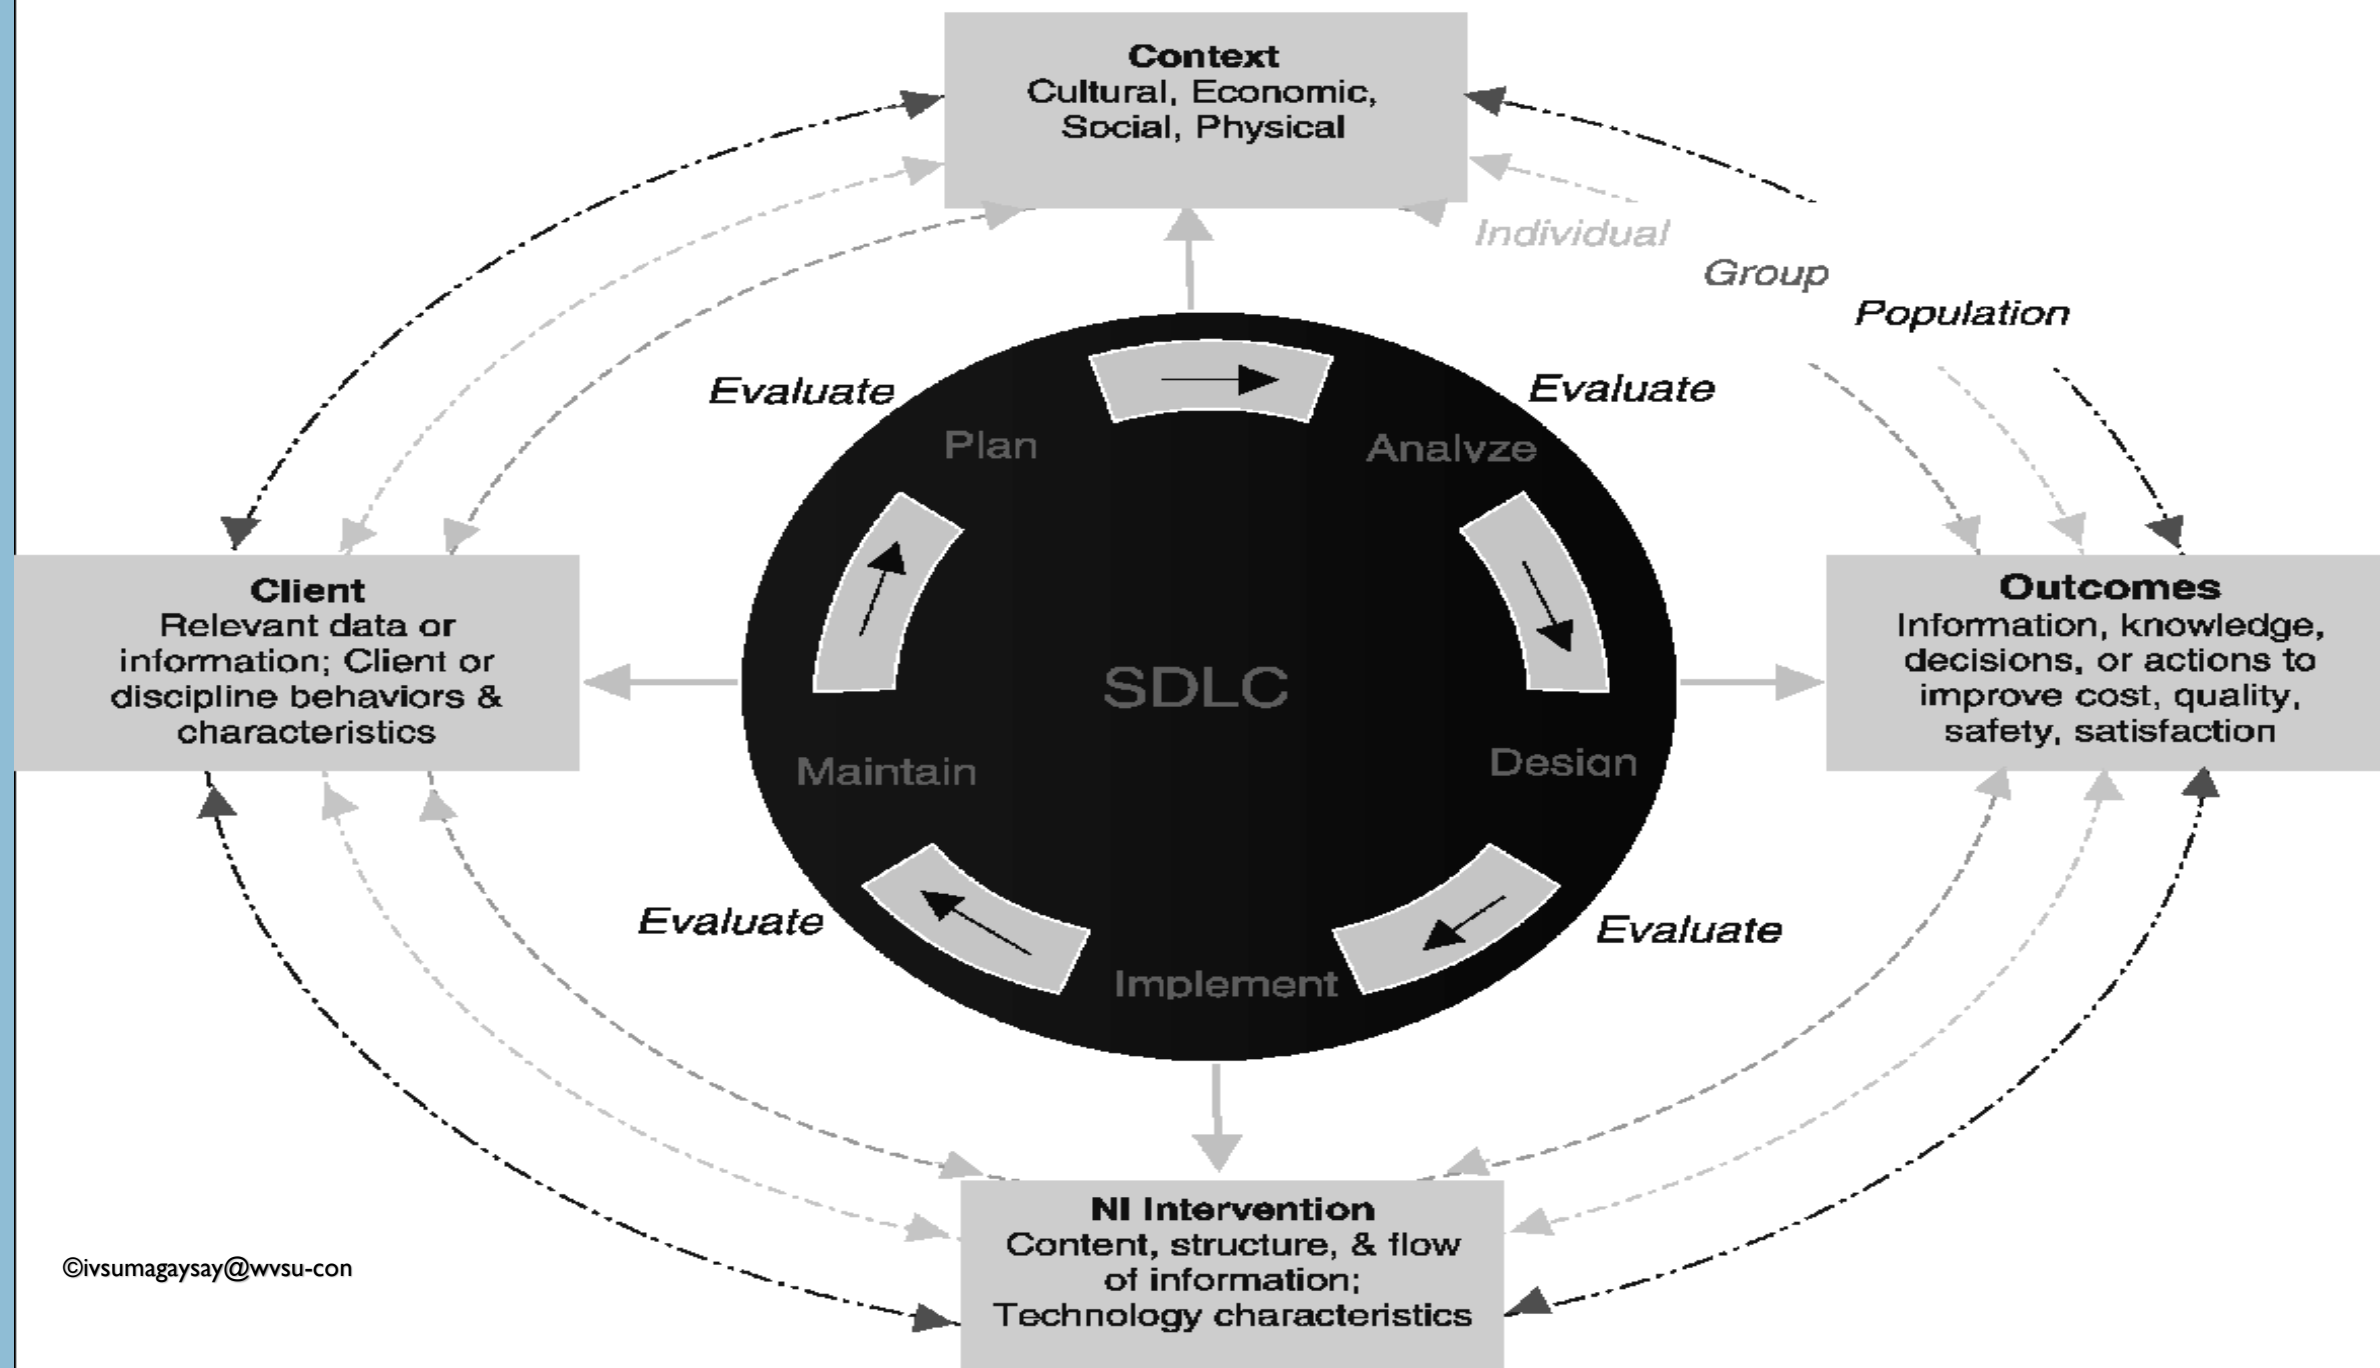 Context
Cultural, Economic,
Social, Physical
Individual
Group
Population
Evaluate
Evaluate
Plan
Analyze
Client
Relevant data or
information; Client or
discipline behaviors &
characteristics
SDLC
Outcomes
Information, knowledge,
decisions, or actions to
improve cost, quality,
safety, satisfaction
Maintain
Design
Evaluate
Evaluate
Implement
NI Intervention
Content, structure, & flow
of information;
Technology characteristics
©ivsumagaysay@wvsu-con